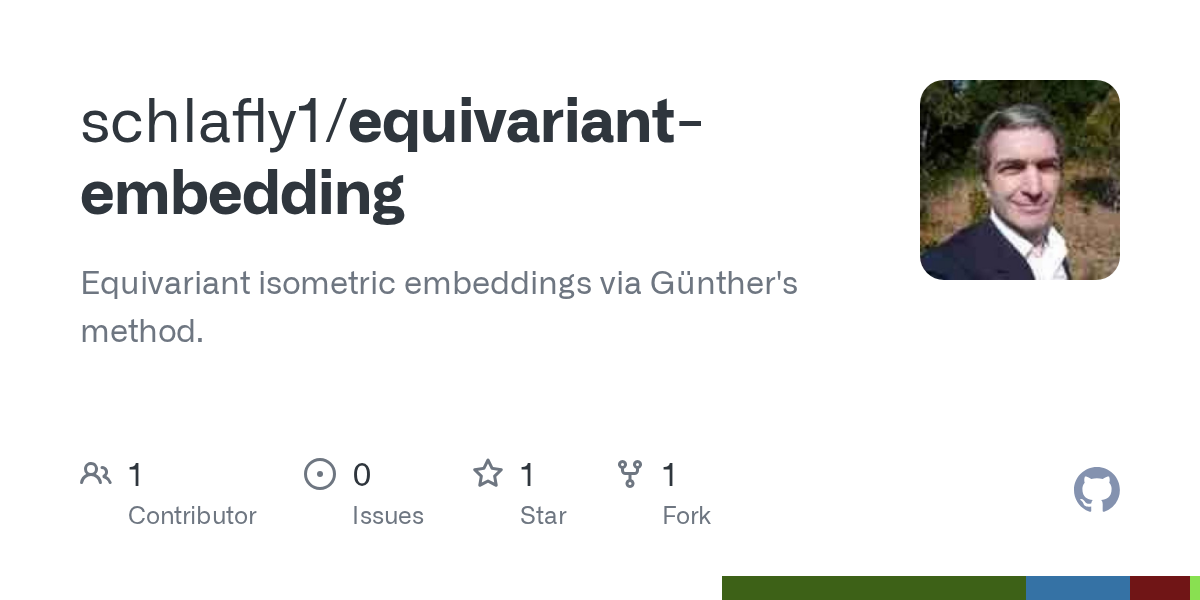 schlafly1/equivariant-
embedding
Equivariant isometric embeddings via Günther's
method.
1 0 1 1
Contributor Issues Star Fork